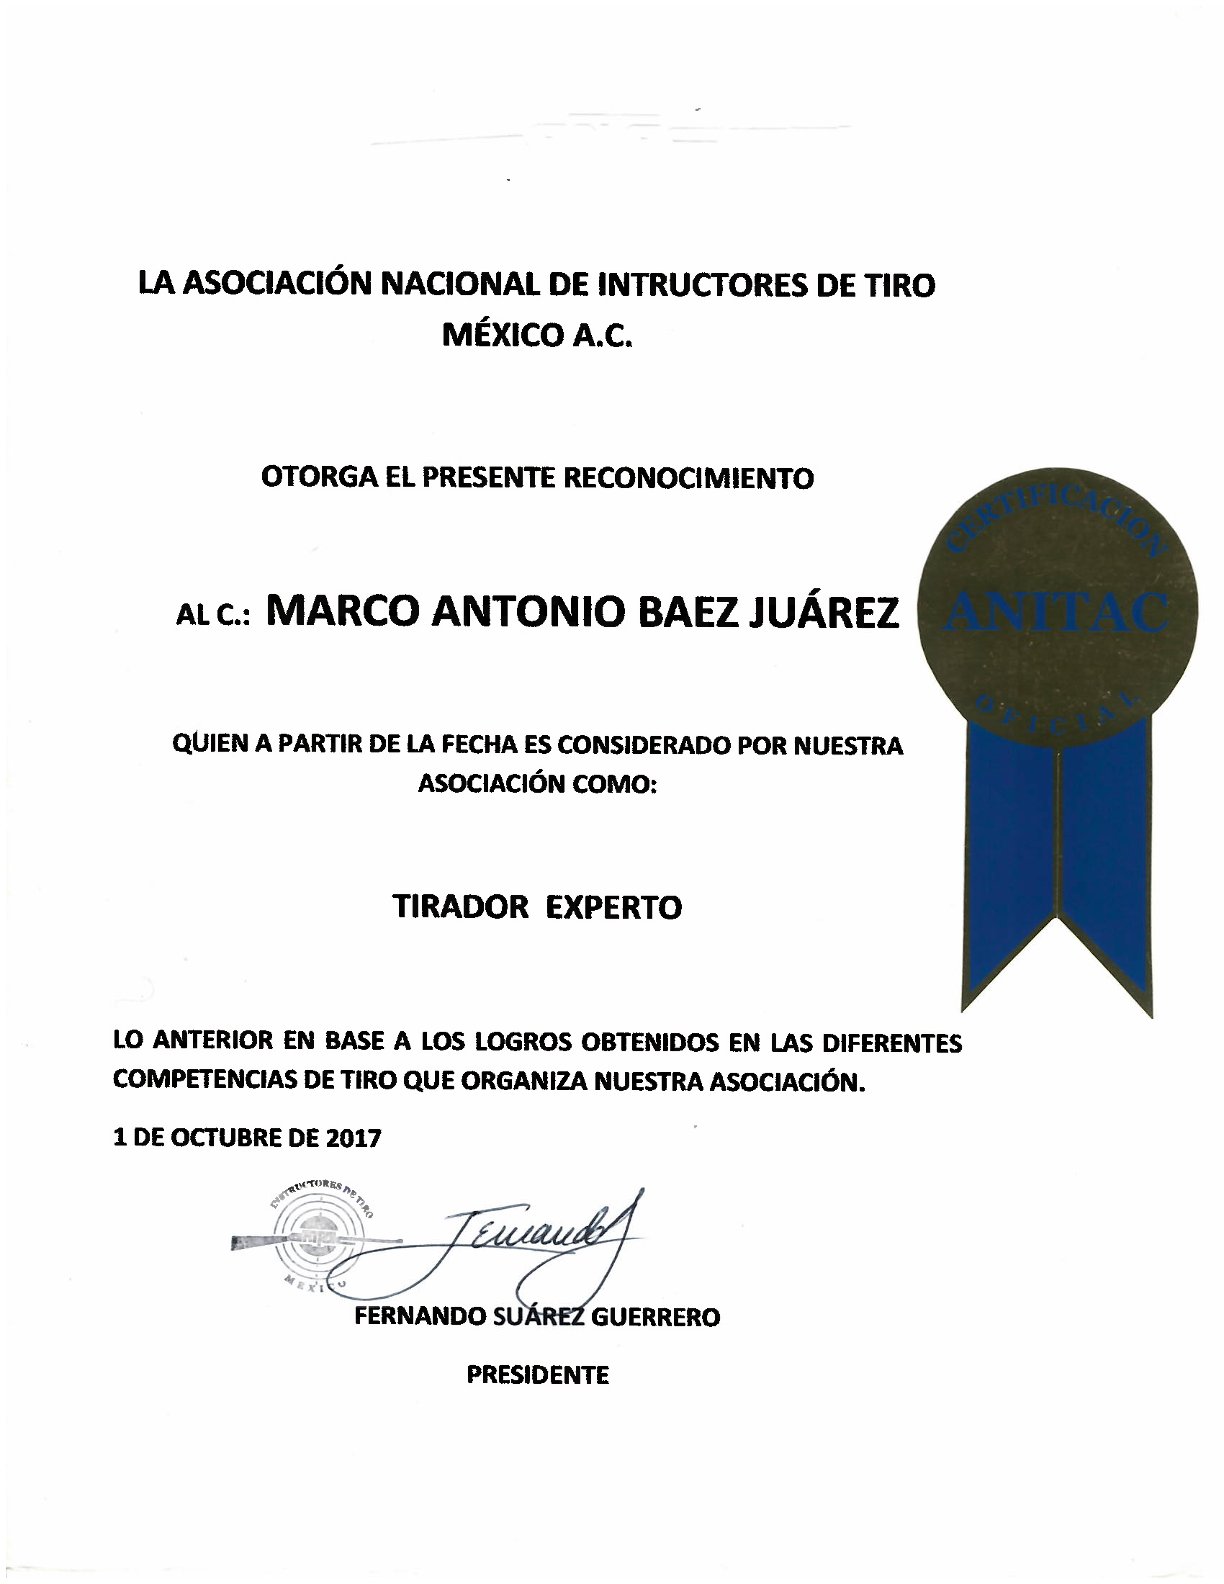 LA ASOCIACIÓN NACIONAL DE INTRUCTORES DE TIRO
MÉXICO A.C.
OTORGA EL PRESENTE RECONOCIMIENTO
AL C.: MARCO ANTONIO BAEZ JUÁREZ
CERTIFICACION
ANITAC
OFICIAL
QUIEN A PARTIR DE LA FECHA ES CONSIDERADO POR NUESTRA
ASOCIACIÓN COMO:
TIRADOR EXPERTO
LO ANTERIOR EN BASE A LOS LOGROS OBTENIDOS EN LAS DIFERENTES
COMPETENCIAS DE TIRO QUE ORGANIZA NUESTRA ASOCIACIÓN.
1 DE OCTUBRE DE 2017
INSTRUCTORES DE TIRO
MEXICO
Fernando
FERNANDO SUÁREZ GUERRERO
PRESIDENTE